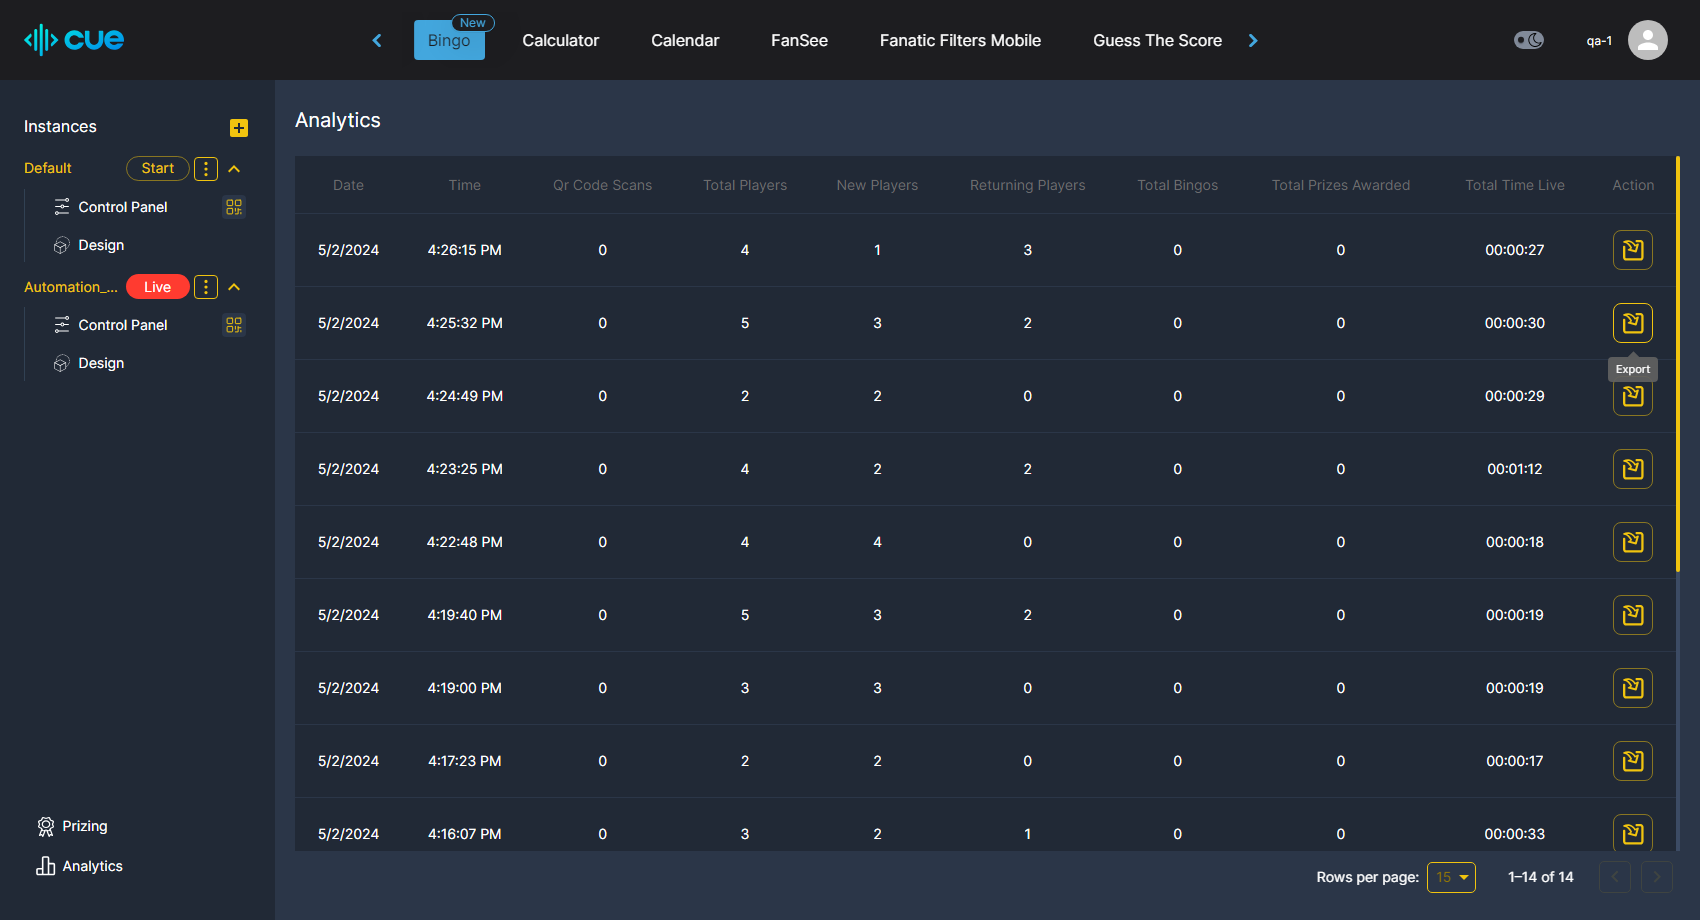 cue
New
Bingo
Calculator
Calendar
FanSee
Fanatic Filters Mobile
Guess The Score
qa-1
Instances
Default
Start
Control Panel
Design
Automation_...
Live
Control Panel
Design
Prizing
Analytics
Analytics
Date Time Qr Code Scans Total Players New Players Returning Players Total Bingos Total Prizes Awarded Total Time Live Action
5/2/2024 4:26:15 PM 0 4 1 3 0 0 00:00:27
5/2/2024 4:25:32 PM 0 5 3 2 0 0 00:00:30
Export
5/2/2024 4:24:49 PM 0 2 2 0 0 0 00:00:29
5/2/2024 4:23:25 PM 0 4 2 2 0 0 00:01:12
5/2/2024 4:22:48 PM 0 4 4 0 0 0 00:00:18
5/2/2024 4:19:40 PM 0 5 3 2 0 0 00:00:19
5/2/2024 4:19:00 PM 0 3 3 0 0 0 00:00:19
5/2/2024 4:17:23 PM 0 2 2 0 0 0 00:00:17
5/2/2024 4:16:07 PM 0 3 2 1 0 0 00:00:33
Rows per page: 15 1–14 of 14